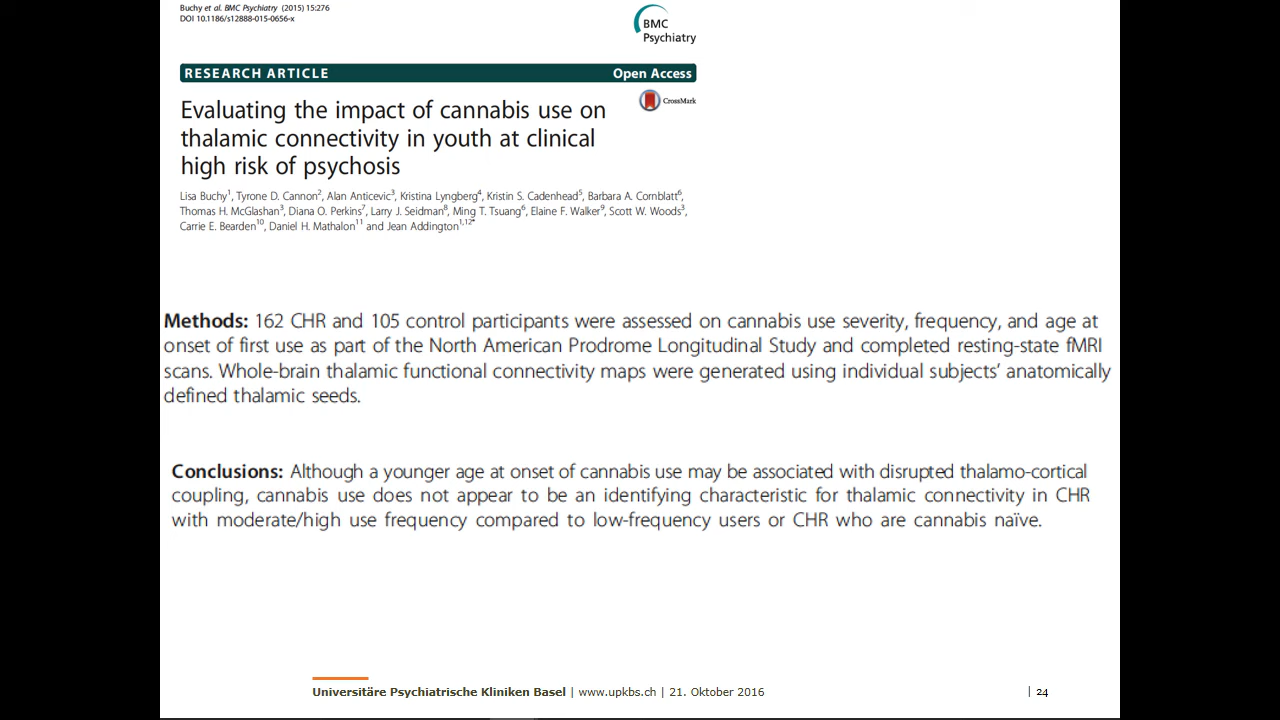 Buchy et al. BMC Psychiatry (2015) 15:276
DOI 10.1186/s12888-015-0656-x
BMC
Psychiatry
RESEARCH ARTICLE Open Access
CrossMark
Evaluating the impact of cannabis use on
thalamic connectivity in youth at clinical
high risk of psychosis
Lisa Buchy1, Tyrone D. Cannon2, Alan Anticevic3, Kristina Lyngberg4, Kristin S. Cadenhead5, Barbara A. Cornblatt6,
Thomas H. McGlashan3, Diana O. Perkins7, Larry J. Seidman8, Ming T. Tsuang6, Elaine F. Walker9, Scott W. Woods3,
Carrie E. Bearden10, Daniel H. Mathalon11 and Jean Addington1,12*
Methods: 162 CHR and 105 control participants were assessed on cannabis use severity, frequency, and age at
onset of first use as part of the North American Prodrome Longitudinal Study and completed resting-state fMRI
scans. Whole-brain thalamic functional connectivity maps were generated using individual subjects’ anatomically
defined thalamic seeds.
Conclusions: Although a younger age at onset of cannabis use may be associated with disrupted thalamo-cortical
coupling, cannabis use does not appear to be an identifying characteristic for thalamic connectivity in CHR
with moderate/high use frequency compared to low-frequency users or CHR who are cannabis naïve.
Universitäre Psychiatrische Kliniken Basel | www.upkbs.ch | 21. Oktober 2016 | 24